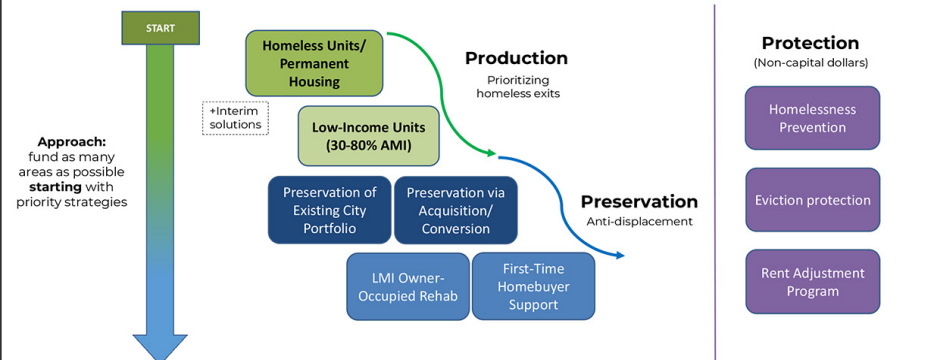 START
Approach:
fund as many
areas as possible
starting with
priority strategies
Homeless Units/
Permanent
Housing
+Interim
solutions
Low-Income Units
(30-80% AMI)
Production
Prioritizing
homeless exits
Preservation of
Existing City
Portfolio
Preservation via
Acquisition/
Conversion
Preservation
Anti-displacement
LMI Owner-
Occupied Rehab
First-Time
Homebuyer
Support
Protection
(Non-capital dollars)
Homelessness
Prevention
Eviction protection
Rent Adjustment
Program